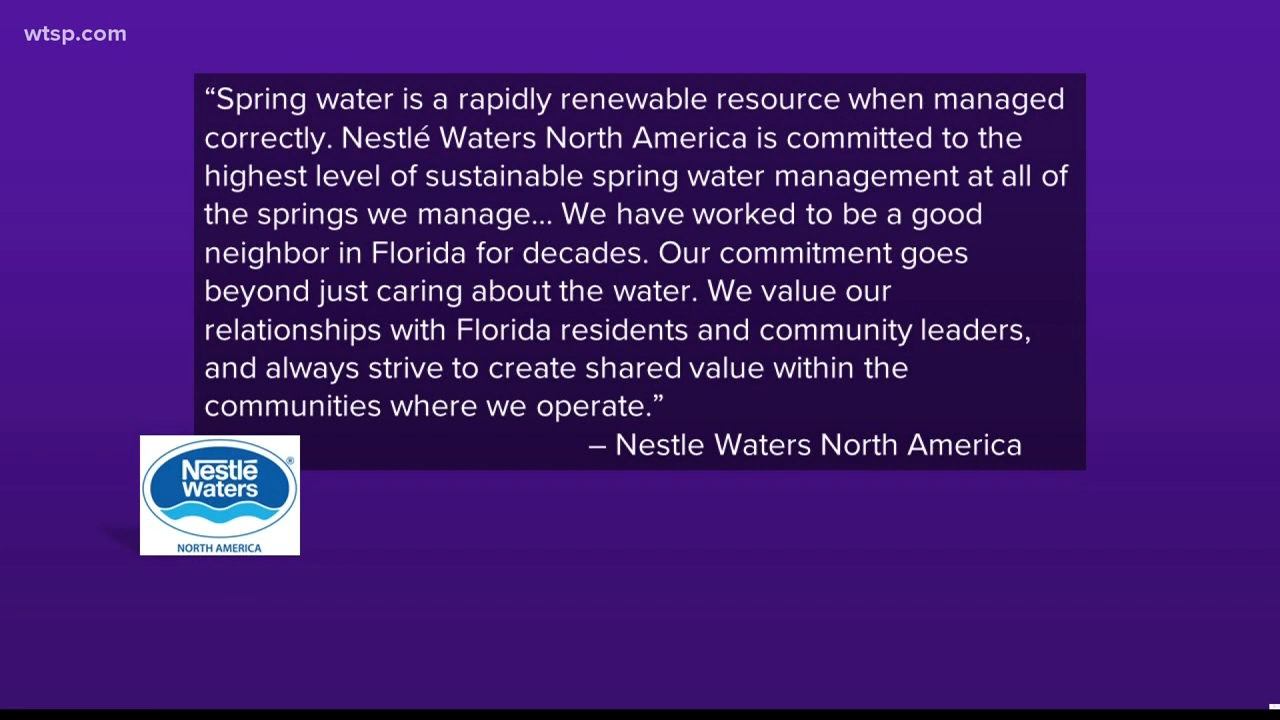 wtsp.com
“Spring water is a rapidly renewable resource when managed
correctly. Nestlé Waters North America is committed to the
highest level of sustainable spring water management at all of
the springs we manage... We have worked to be a good
neighbor in Florida for decades. Our commitment goes
beyond just caring about the water. We value our
relationships with Florida residents and community leaders,
and always strive to create shared value within the
communities where we operate.”
– Nestle Waters North America
Nestlé
Waters
®
NORTH AMERICA